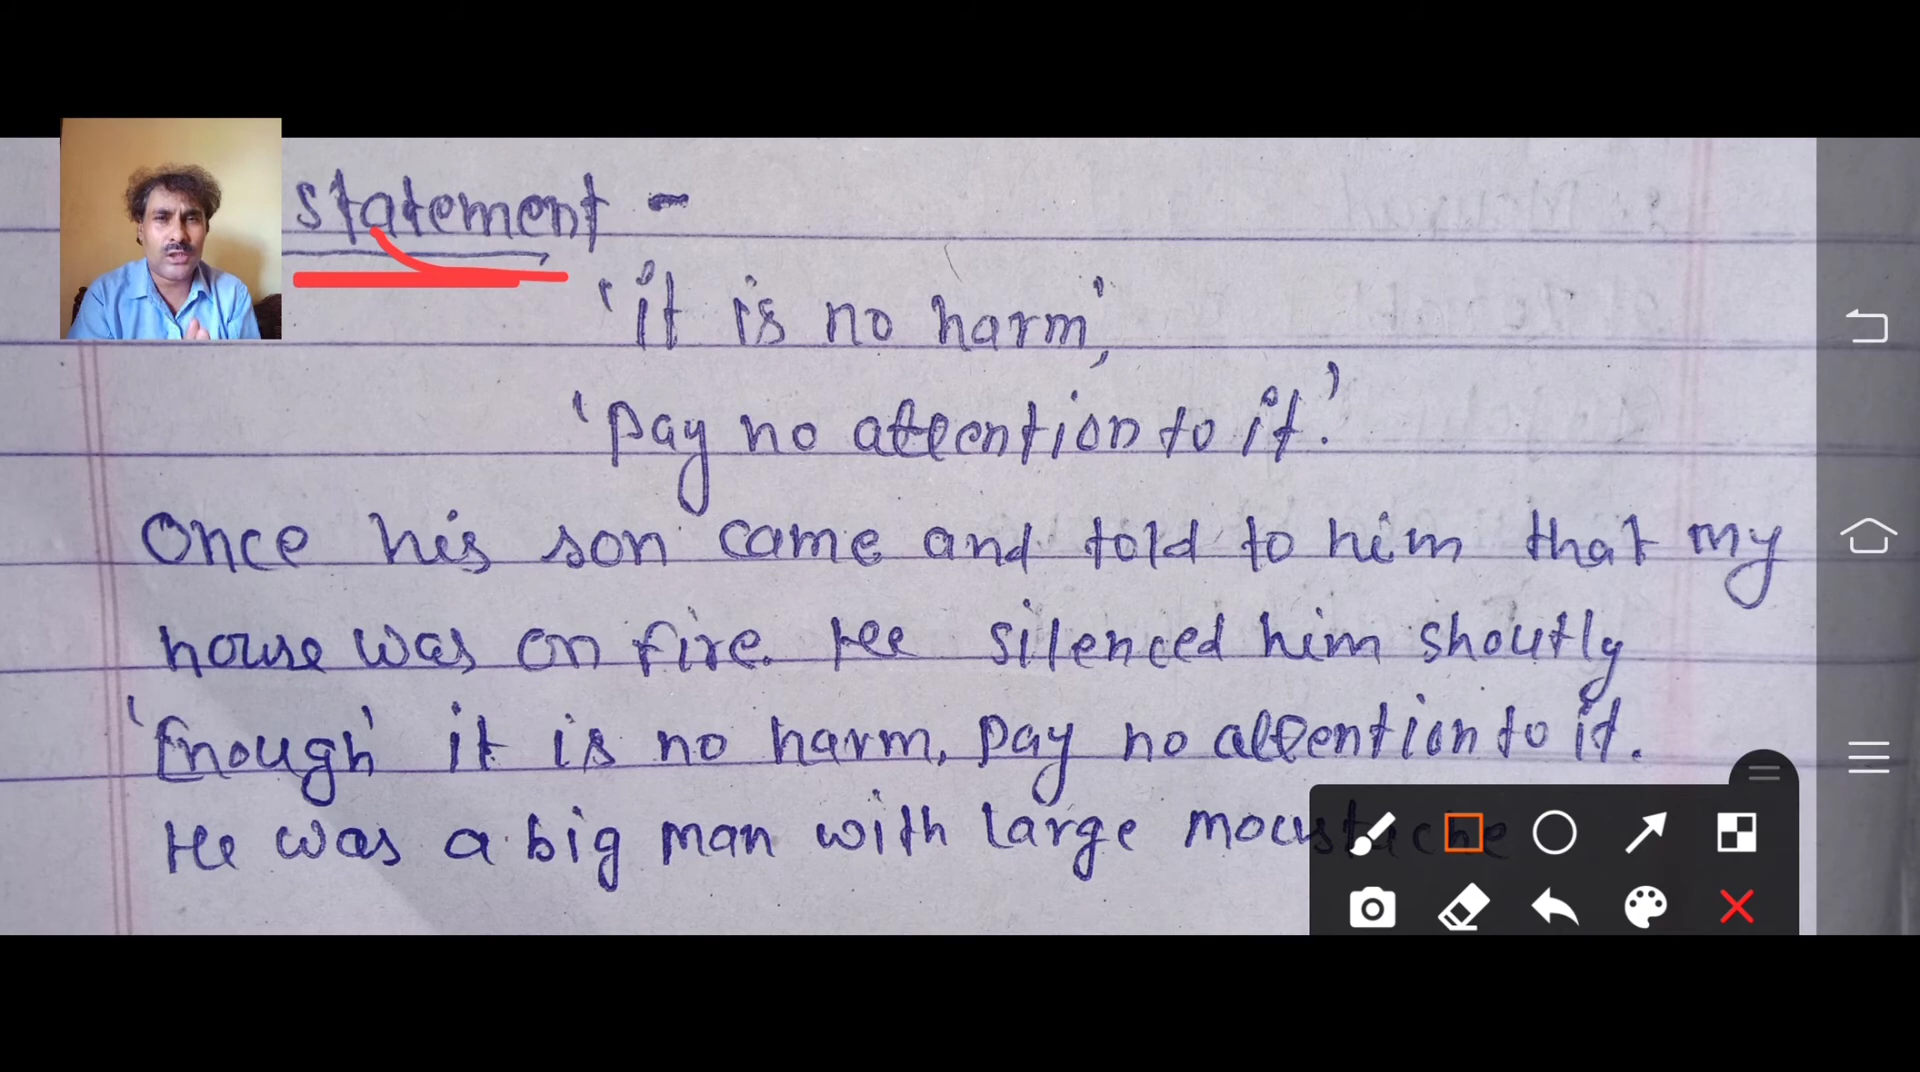 statement -
'it is no harm',
'pay no attention to it.'
Once his son came and told to him that my
house was on fire. He silenced him shoutly
'Enough' it is no harm, pay no attention to it.
He was a big man with large moustache